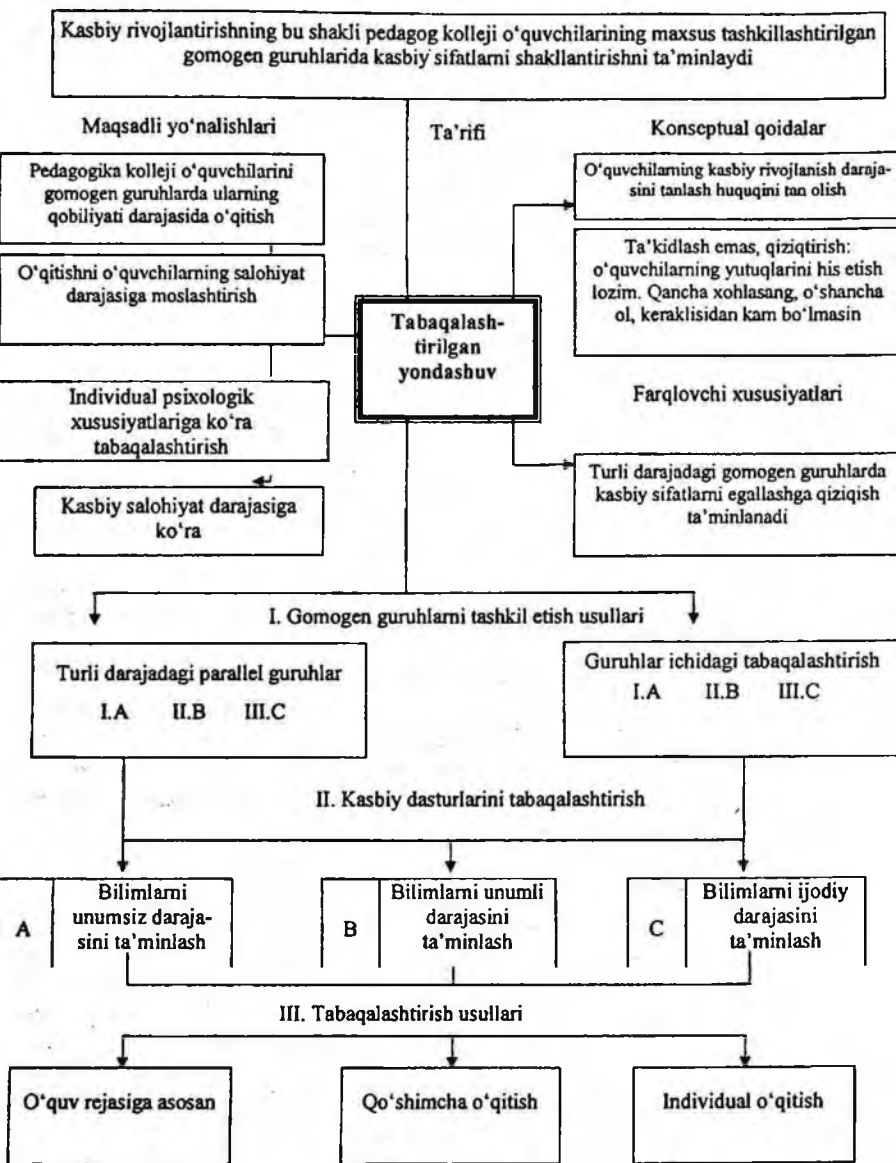 Kasbiy rivojlantirishning bu shakli pedagog kolleji o‘quvchilarining maxsus tashkillashtirilgan
gomogen guruhlarida kasbiy sifatlarni shakllantirishni ta’minlaydi
Maqsadli yo‘nalishlari
Ta’rifi
Konseptual qoidalar
Pedagogika kolleji o‘quvchilarini
gomogen guruhlarda ularning
qobiliyati darajasida o‘qitish
O‘qitishni o‘quvchilarning salohiyat
darajasiga moslashtirish
Individual psixologik
xususiyatlariga ko‘ra
tabaqalashtirish
Kasbiy salohiyat darajasiga
ko‘ra
Tabaqalash-
tirilgan
yondashuv
O‘quvchilarning kasbiy rivojlanish daraja-
sini tanlash huquqini tan olish
Ta’kidlash emas, qiziqtirish:
o‘quvchilarning yutuqlarini his etish
lozim. Qancha xohlasang, o‘shancha
ol, keraklisidan kam bo‘lmasin
Farqlovchi xususiyatlari
Turli darajadagi gomogen guruhlarda
kasbiy sifatlarni egallashga qiziqish
ta’minlanadi
I. Gomogen guruhlarni tashkil etish usullari
Turli darajadagi parallel guruhlar
I.A II.B III.C
Guruhlar ichidagi tabaqalashtirish
I.A II.B III.C
II. Kasbiy dasturlarini tabaqalashtirish
A
Bilimlarni
unumsiz daraja-
sini ta’minlash
B
Bilimlarni unumli
darajasini
ta’minlash
C
Bilimlarni ijodiy
darajasini
ta’minlash
III. Tabaqalashtirish usullari
O‘quv rejasiga asosan
Qo‘shimcha o‘qitish
Individual o‘qitish